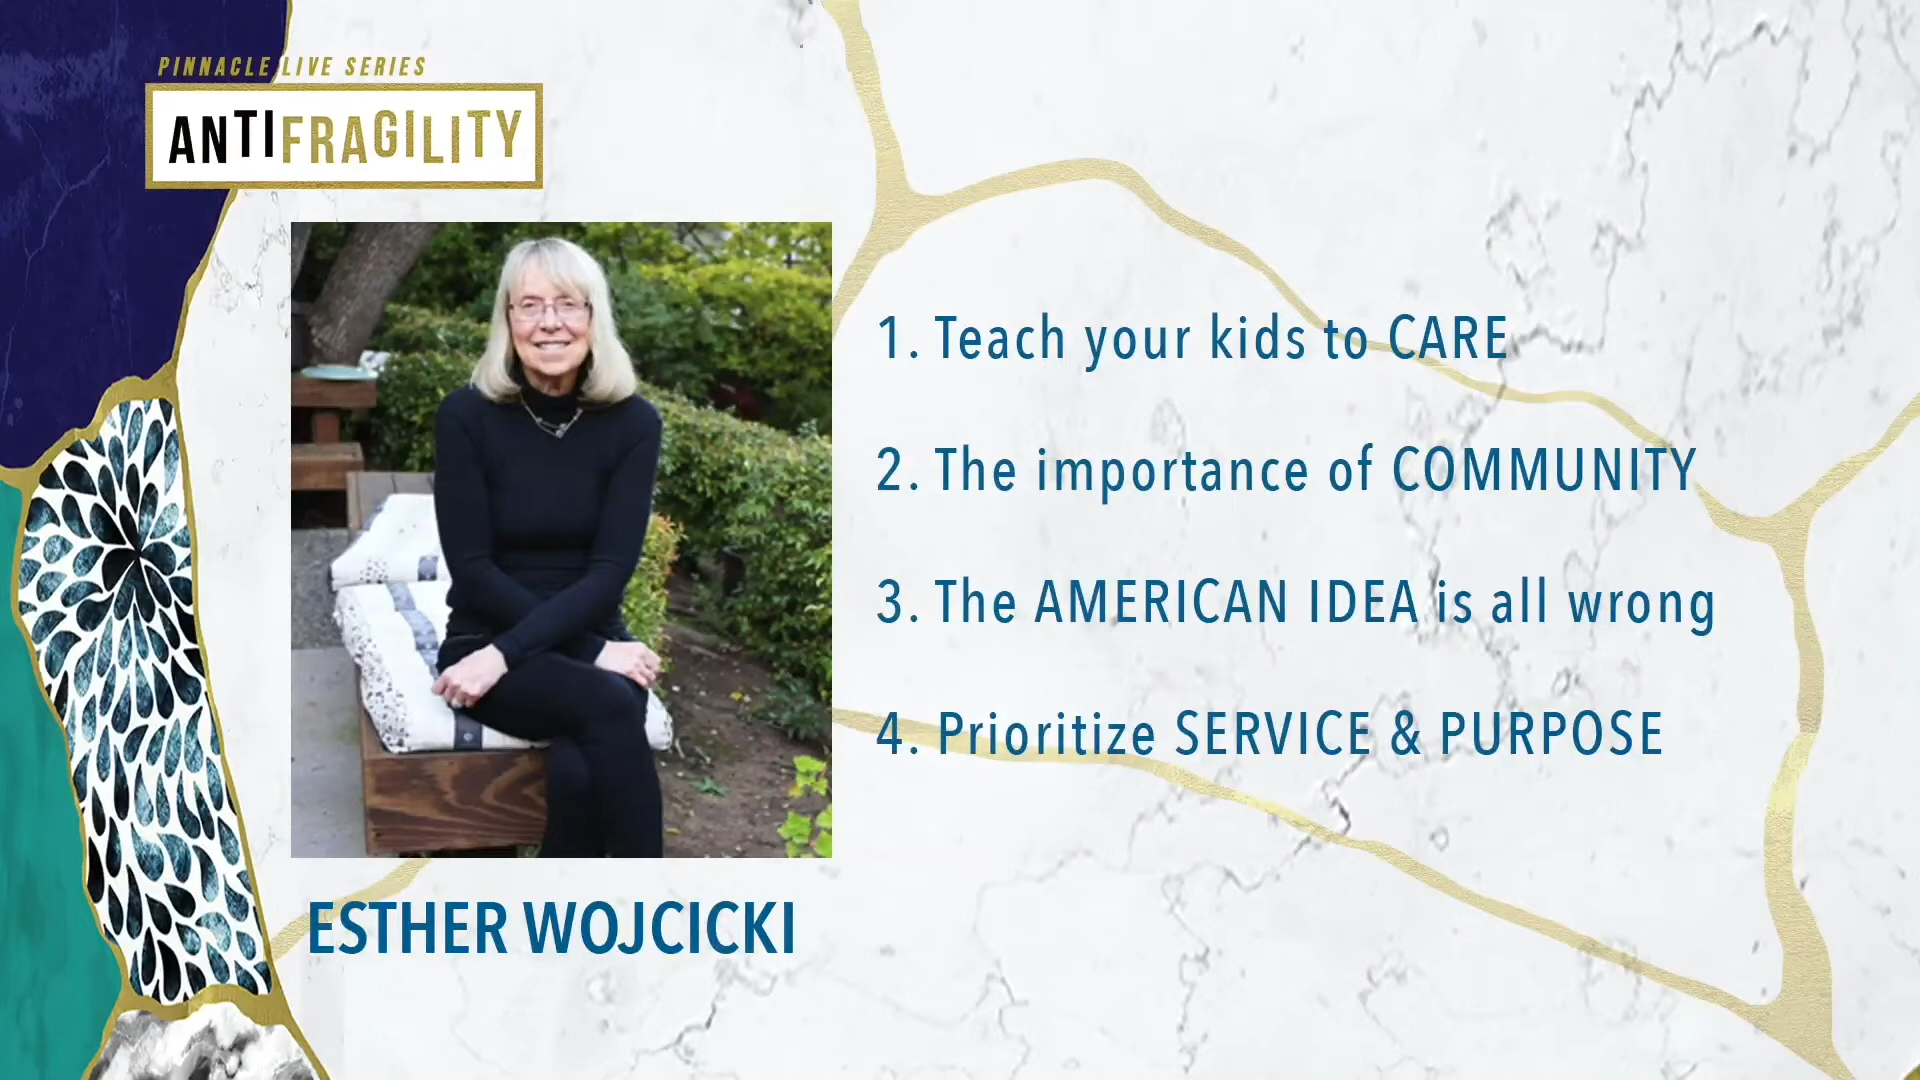 PINNACLE LIVE SERIES
ANTIFRAGILITY
1. Teach your kids to CARE
2. The importance of COMMUNITY
3. The AMERICAN IDEA is all wrong
4. Prioritize SERVICE & PURPOSE
ESTHER WOJCICKI